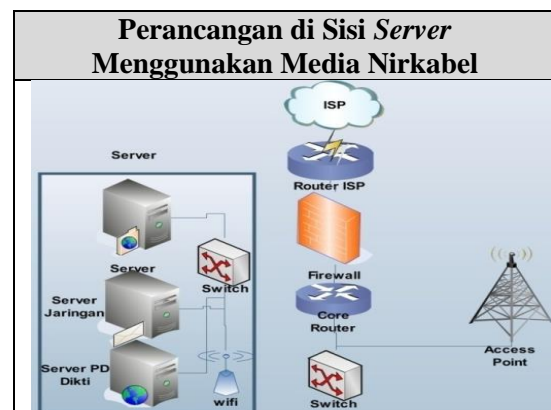 Perancangan di Sisi Server
Menggunakan Media Nirkabel
ISP
Server
Router ISP
Server
Switch
Firewall
Server
Jaringan
Core
Router
Access
Point
Server PD
Dikti
wifi
Switch